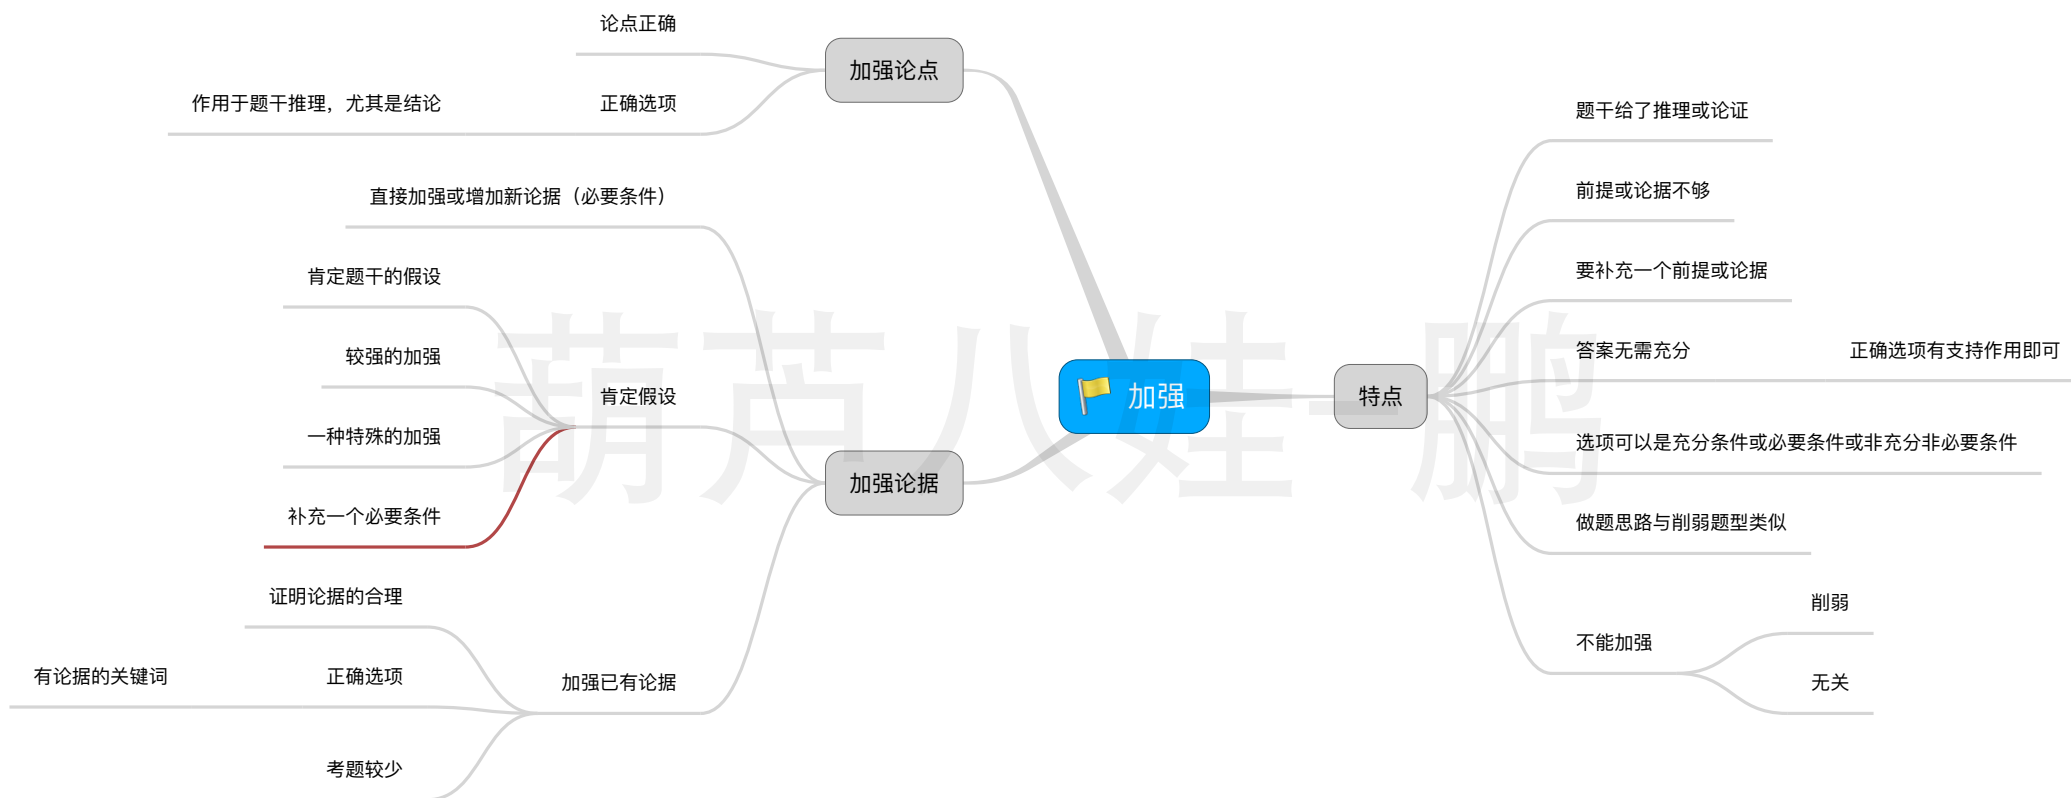 加强
加强论点
论点正确
正确选项
作用于题干推理，尤其是结论
加强论据
直接加强或增加新论据（必要条件）
肯定假设
肯定题干的假设
较强的加强
一种特殊的加强
补充一个必要条件
加强已有论据
证明论据的合理
正确选项
有论据的关键词
考题较少
特点
题干给了推理或论证
前提或论据不够
要补充一个前提或论据
答案无需充分
正确选项有支持作用即可
选项可以是充分条件或必要条件或非充分非必要条件
做题思路与削弱题型类似
不能加强
削弱
无关
葫芦八娃_鹏